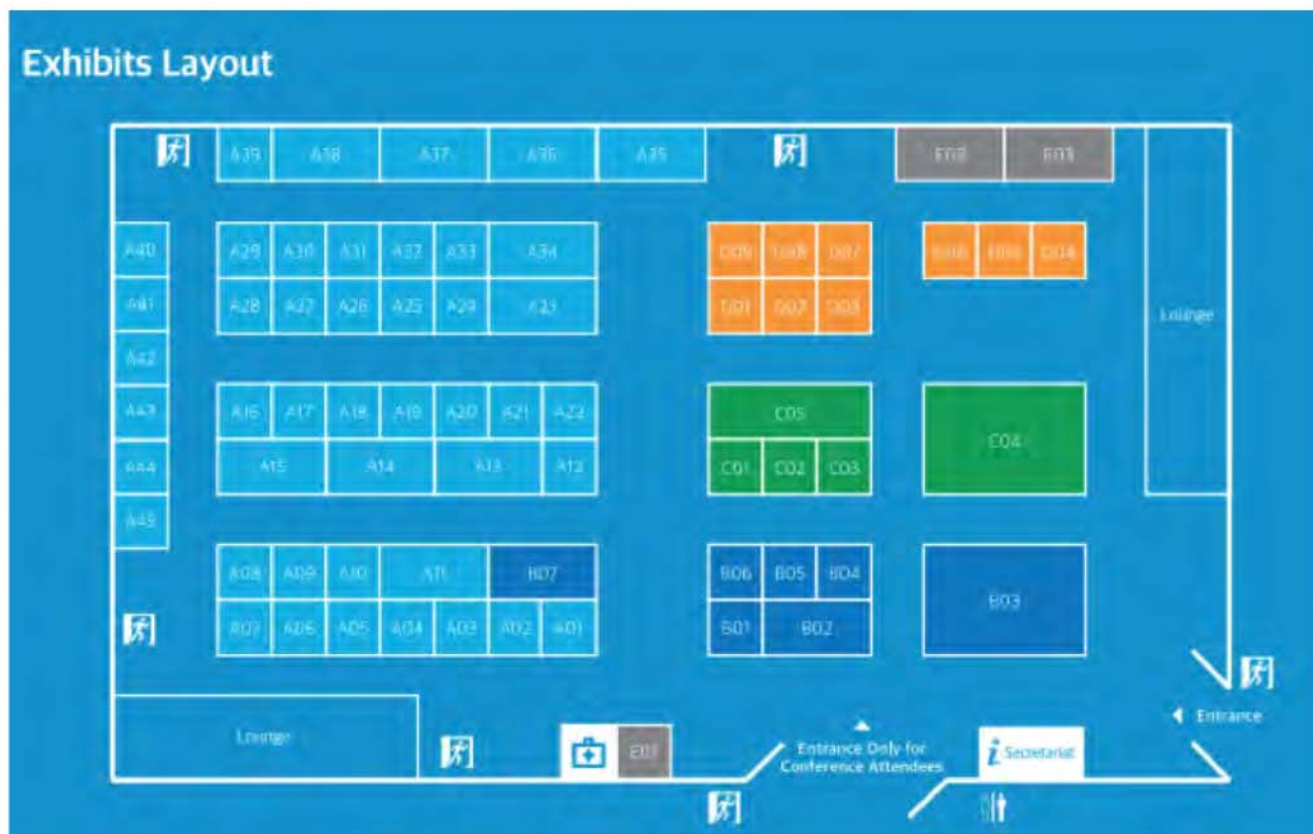 Exhibits Layout
A39 A38 A37 A36 A35 E02 E03
A40 A29 A30 A31 A32 A33 A34 D09 D08 D07 D06 D05 D04
A41 A28 A27 A26 A25 A24 A23 D01 D02 D03 Lounge
A42
A43 A16 A17 A18 A19 A20 A21 A22 C05
C04
A44 A15 A14 A13 A12 C01 C02 C03
A45
A08 A09 A10 A11 B07 B06 B05 B04
B03
A07 A06 A05 A04 A03 A02 A01 B01 B02
Entrance
Lounge E01 Entrance Only for
Conference Attendees
i Secretariat